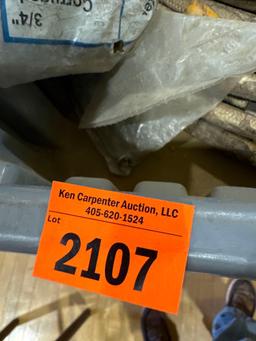 3/4"
Ken Carpenter Auction, LLC
405-620-1524
Lot
2107